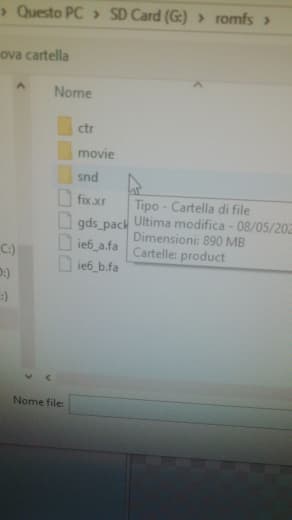 › Questo PC › SD Card (G:) › romfs ›
ova cartella
Nome
ctr
movie
snd
fix.xr
gds_pack
ie6_a.fa
ie6_b.fa
Tipo - Cartella di file
Ultima modifica - 08/05/202
Dimensioni: 890 MB
Cartelle: product
C:)
):)
:)
Nome file: